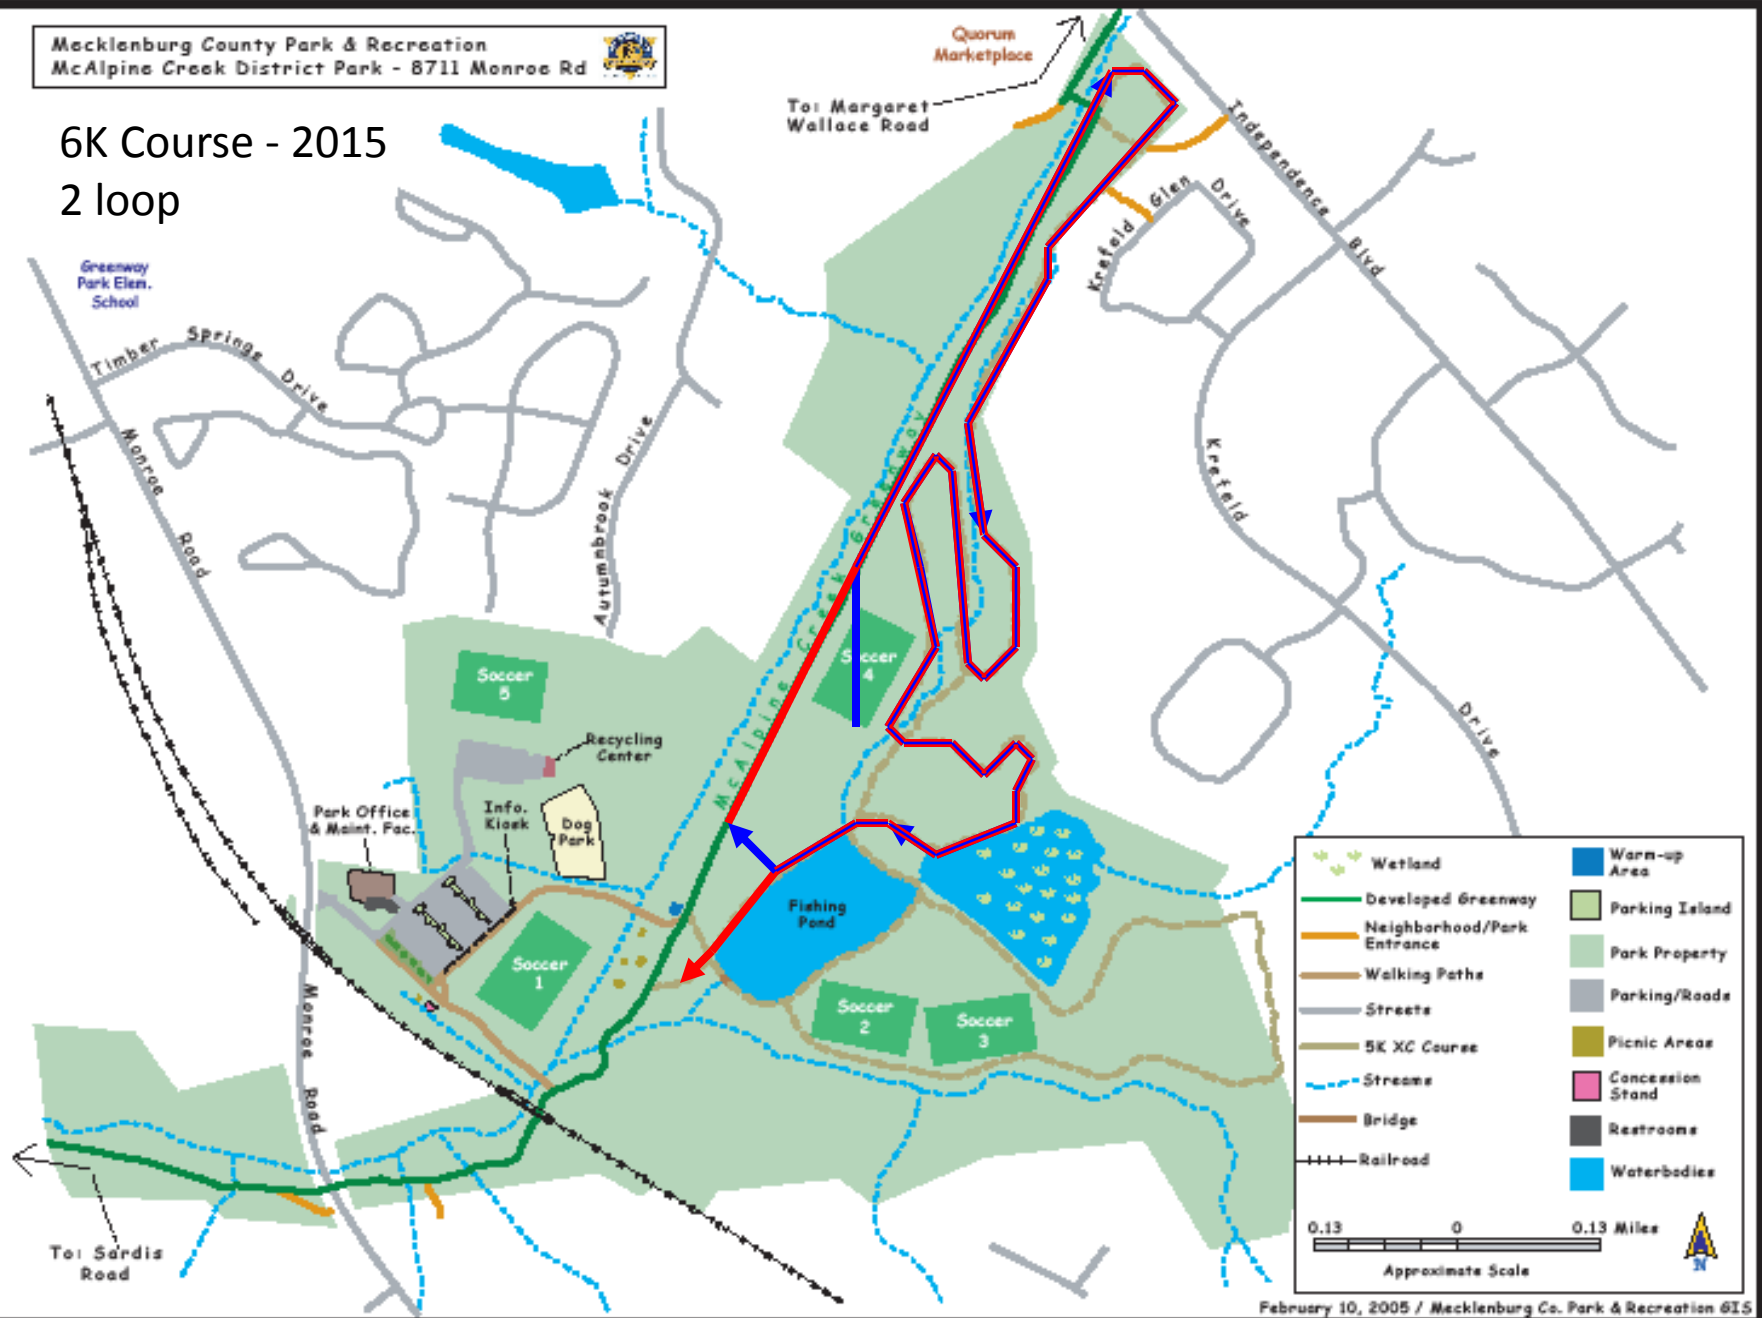 Mecklenburg County Park & Recreation
McAlpine Creek District Park - 8711 Monroe Rd
6K Course - 2015
2 loop
Quorum
Marketplace
To: Margaret
Wallace Road
Independence
Blvd
Glen
Drive
Krefeld
Greenway
Park Elem.
School
Timber
Springs
Drive
Monroe
Road
Drive
Autumnbrook
Krefeld
Drive
McAlpine Creek Greenway
Soccer
5
Soccer
4
Recycling
Center
Park Office
& Maint. Fac.
Info.
Kiosk
Dog
Park
Fishing
Pond
Soccer
1
Soccer
2
Soccer
3
Monroe
Road
To: Sardis
Road
Wetland
Developed Greenway
Neighborhood/Park
Entrance
Walking Paths
Streets
5K XC Course
Streams
Bridge
Railroad
Warm-up
Area
Parking Island
Park Property
Parking/Roads
Picnic Areas
Concession
Stand
Restrooms
Waterbodies
0.13 0 0.13 Miles
Approximate Scale
N
February 10, 2005 / Mecklenburg Co. Park & Recreation GIS